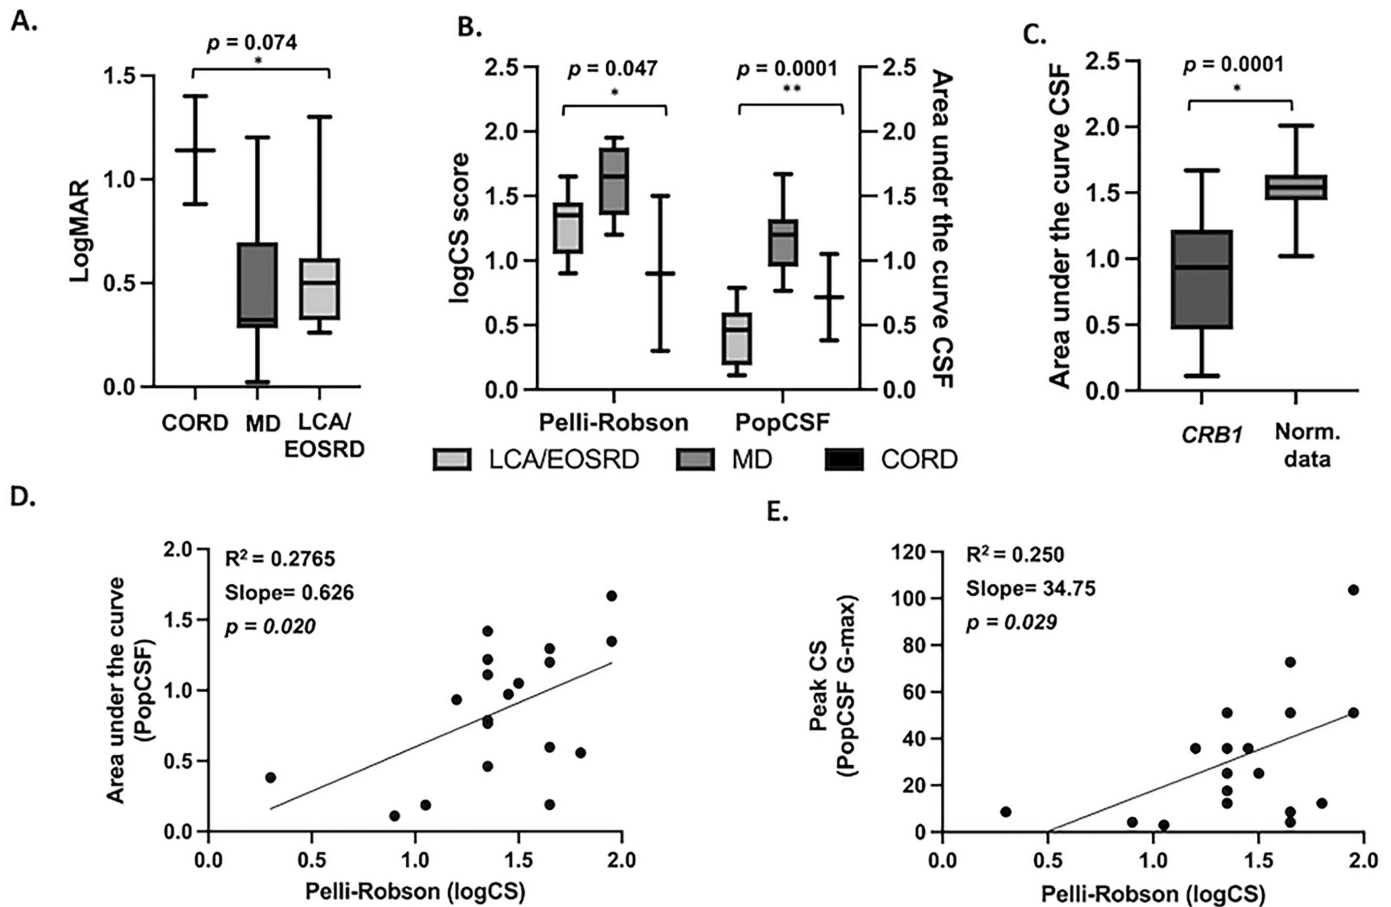 A.
p = 0.074
*
1.5
1.0
0.5
0.0
LogMAR
CORD
MD
LCA/
EOSRD
B.
p = 0.047
*
p = 0.0001
**
2.5
2.0
1.5
1.0
0.5
0.0
logCS score
2.5
2.0
1.5
1.0
0.5
0.0
Area under the curve CSF
Pelli-Robson
PopCSF
LCA/EOSRD
MD
CORD
C.
p = 0.0001
*
2.5
2.0
1.5
1.0
0.5
0.0
Area under the curve CSF
CRB1
Norm.
data
D.
R² = 0.2765
Slope= 0.626
p = 0.020
2.0
1.5
1.0
0.5
0.0
Area under the curve
(PopCSF)
0.0 0.5 1.0 1.5 2.0
Pelli-Robson (logCS)
E.
R² = 0.250
Slope= 34.75
p = 0.029
120
100
80
60
40
20
0
Peak CS
(PopCSF G-max)
0.0 0.5 1.0 1.5 2.0
Pelli-Robson (logCS)